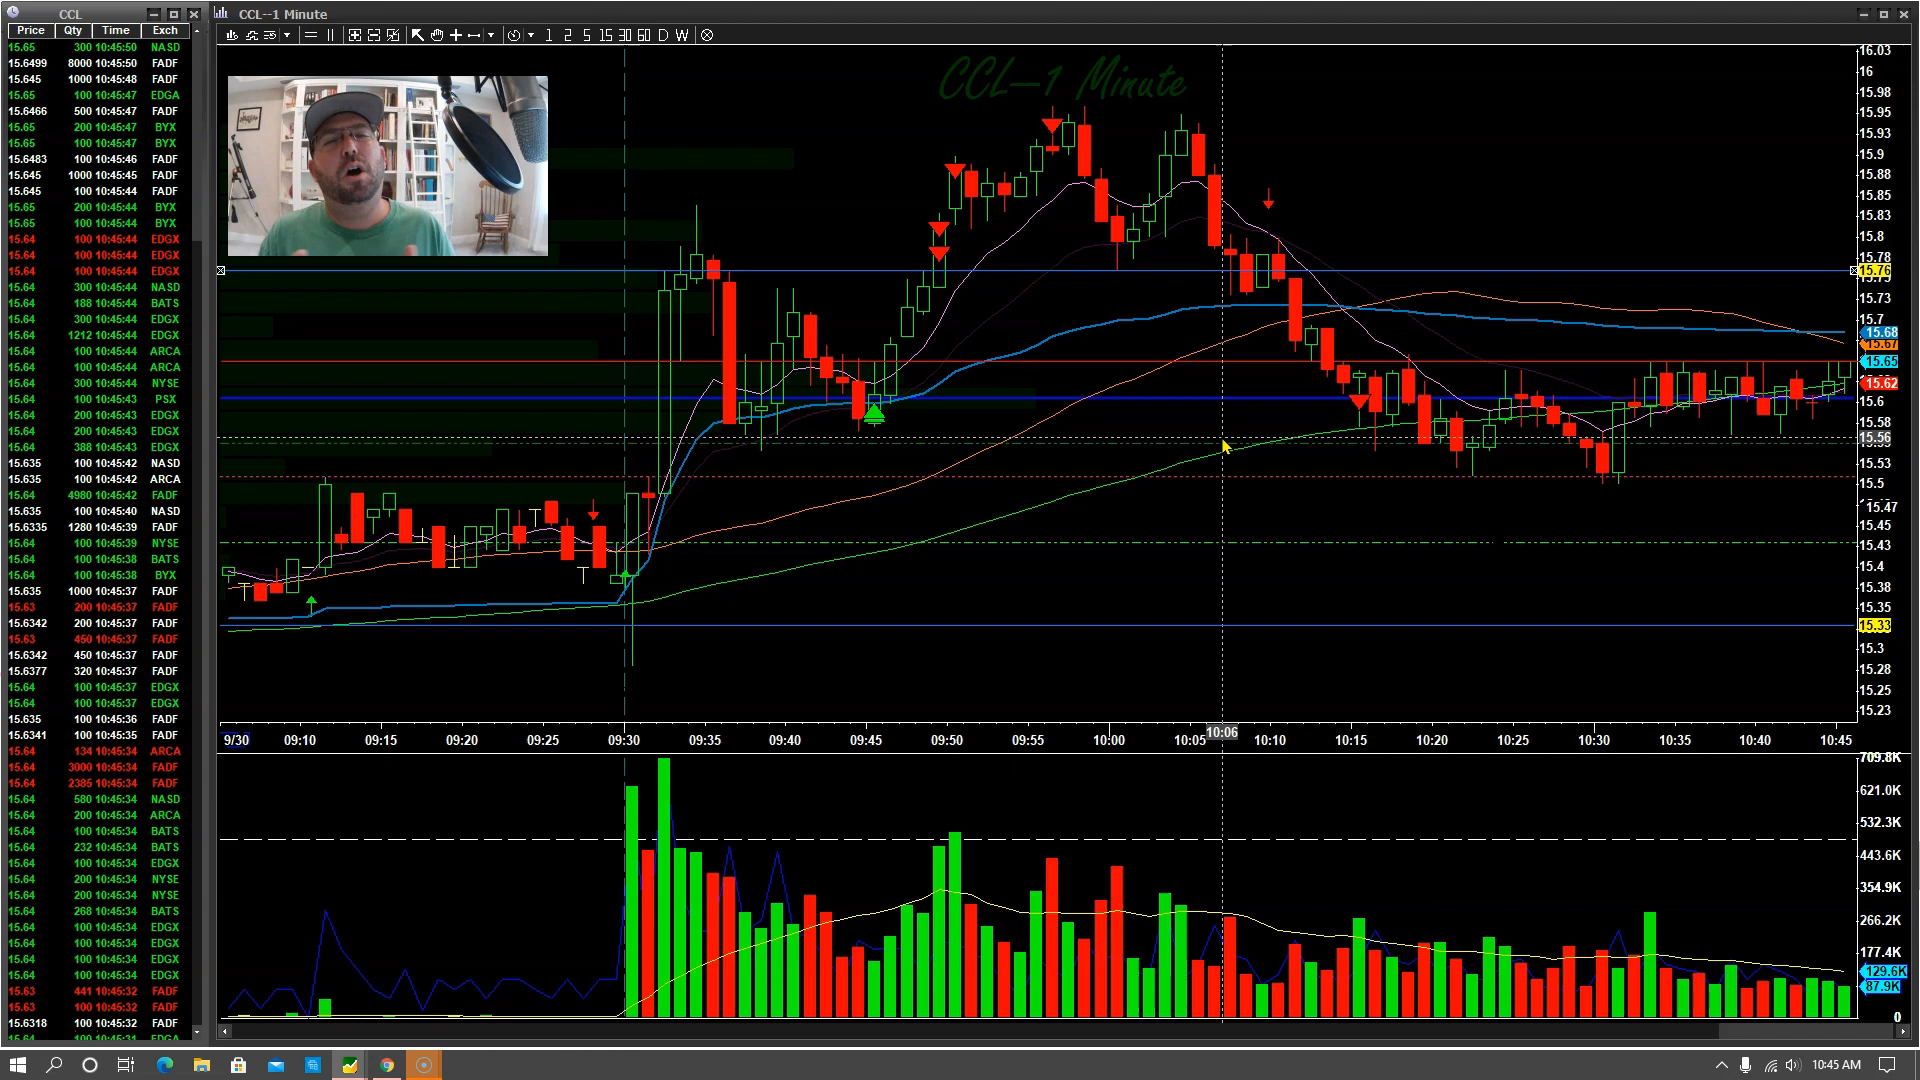 CCL
Price Qty Time Exch
15.65 300 10:45:50 NASD
15.6499 8000 10:45:50 FADF
15.645 1000 10:45:48 FADF
15.65 100 10:45:47 EDGA
15.6466 500 10:45:47 FADF
15.65 200 10:45:47 BYX
15.65 100 10:45:47 BYX
15.6483 100 10:45:46 FADF
15.645 1000 10:45:45 FADF
15.645 100 10:45:44 FADF
15.65 200 10:45:44 BYX
15.65 100 10:45:44 BYX
15.64 100 10:45:44 EDGX
15.64 100 10:45:44 EDGX
15.64 100 10:45:44 EDGX
15.64 300 10:45:44 NASD
15.64 188 10:45:44 BATS
15.64 300 10:45:44 EDGX
15.64 1212 10:45:44 EDGX
15.64 100 10:45:44 ARCA
15.64 100 10:45:44 ARCA
15.64 300 10:45:44 NYSE
15.64 100 10:45:43 PSX
15.64 200 10:45:43 EDGX
15.64 200 10:45:43 EDGX
15.64 388 10:45:43 EDGX
15.635 100 10:45:42 NASD
15.635 100 10:45:42 ARCA
15.64 4980 10:45:42 FADF
15.635 100 10:45:40 NASD
15.6335 1280 10:45:39 FADF
15.64 100 10:45:39 NYSE
15.64 100 10:45:38 BATS
15.64 100 10:45:38 BYX
15.635 1000 10:45:37 FADF
15.63 200 10:45:37 FADF
15.6342 200 10:45:37 FADF
15.63 450 10:45:37 FADF
15.6342 450 10:45:37 FADF
15.6377 320 10:45:37 FADF
15.64 100 10:45:37 EDGX
15.64 100 10:45:37 EDGX
15.635 100 10:45:36 FADF
15.6341 100 10:45:35 FADF
15.64 134 10:45:34 ARCA
15.64 3000 10:45:34 FADF
15.64 2385 10:45:34 FADF
15.64 580 10:45:34 NASD
15.64 200 10:45:34 ARCA
15.64 100 10:45:34 BATS
15.64 232 10:45:34 BATS
15.64 100 10:45:34 EDGX
15.64 200 10:45:34 NYSE
15.64 200 10:45:34 NYSE
15.64 268 10:45:34 BATS
15.64 100 10:45:34 EDGX
15.64 100 10:45:34 EDGX
15.64 100 10:45:34 EDGX
15.64 100 10:45:34 EDGX
15.63 441 10:45:32 FADF
15.63 100 10:45:32 FADF
15.6318 100 10:45:32 FADF
15.64 100 10:45:31 EDGA
CCL--1 Minute
1 2 5 15 30 60 D W
CCL--1 Minute
16.03
16
15.98
15.95
15.93
15.9
15.88
15.85
15.83
15.8
15.78
15.76
15.75
15.73
15.7
15.68
15.67
15.65
15.62
15.6
15.58
15.56
15.53
15.5
15.47
15.45
15.43
15.4
15.38
15.35
15.33
15.3
15.28
15.25
15.23
9/30 09:10 09:15 09:20 09:25 09:30 09:35 09:40 09:45 09:50 09:55 10:00 10:05 10:06 10:10 10:15 10:20 10:25 10:30 10:35 10:40 10:45
709.8K
621.0K
532.3K
443.6K
354.9K
266.2K
177.4K
129.6K
87.9K
0
10:45 AM